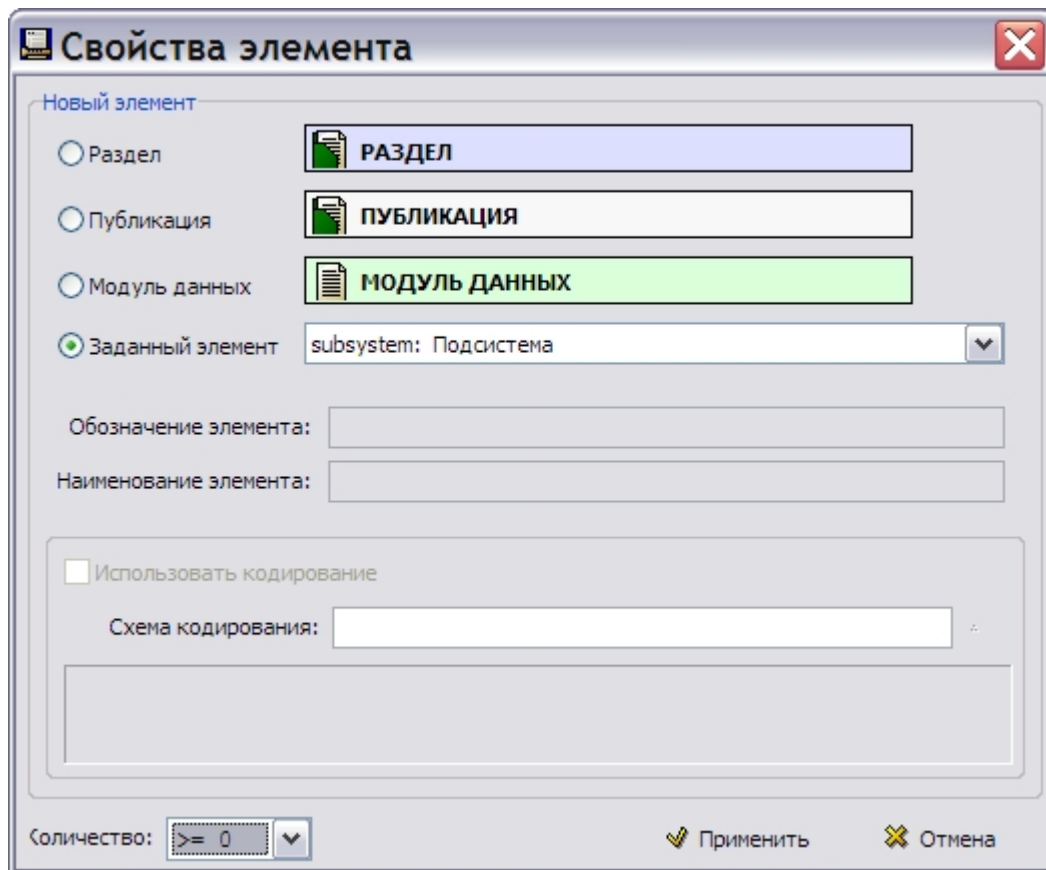 Свойства элемента
Новый элемент
Раздел РАЗДЕЛ
Публикация ПУБЛИКАЦИЯ
Модуль данных МОДУЛЬ ДАННЫХ
Заданный элемент subsystem: Подсистема
Обозначение элемента:
Наименование элемента:
Использовать кодирование
Схема кодирования:
Количество: >= 0 Применить Отмена